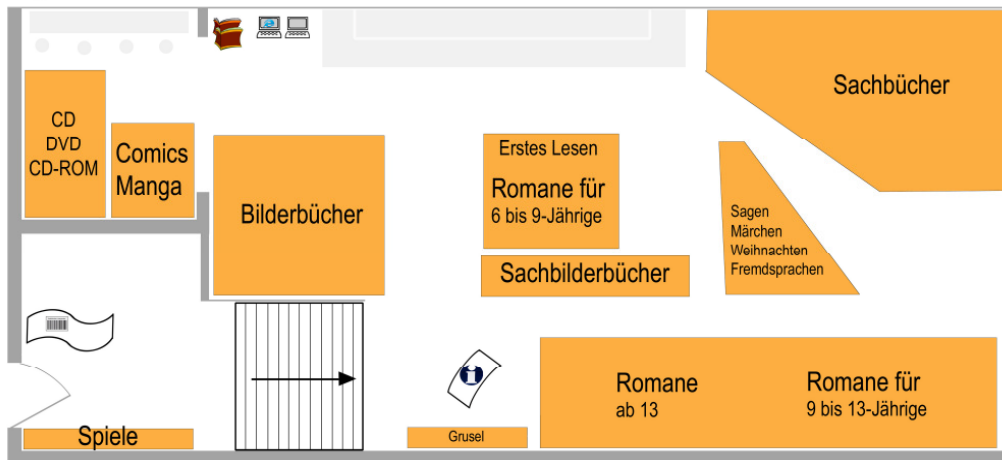 CD
DVD
CD-ROM
Comics
Manga
Bilderbücher
Erstes Lesen
Romane für
6 bis 9-Jährige
Sachbilderbücher
Sachbücher
Sagen
Märchen
Weihnachten
Fremdsprachen
Spiele
i
Grusel
Romane
ab 13
Romane für
9 bis 13-Jährige